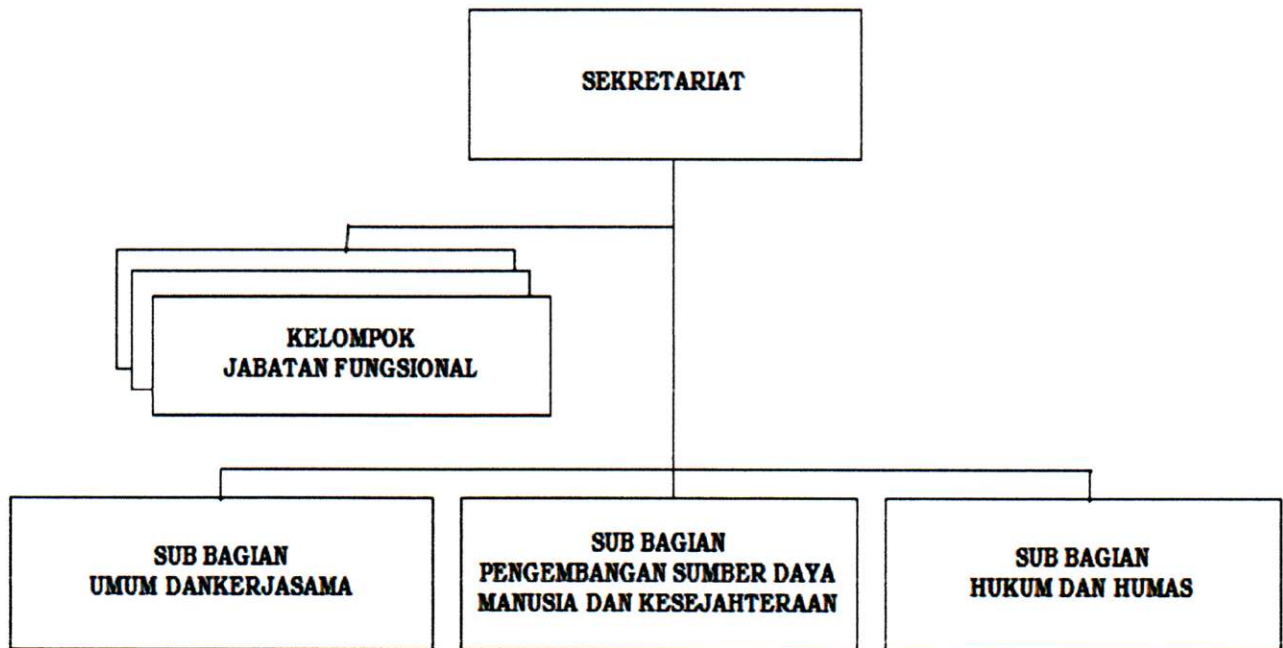 SEKRETARIAT
KELOMPOK
JABATAN FUNGSIONAL
SUB BAGIAN
UMUM DANKERJASAMA
SUB BAGIAN
PENGEMBANGAN SUMBER DAYA
MANUSIA DAN KESEJAHTERAAN
SUB BAGIAN
HUKUM DAN HUMAS